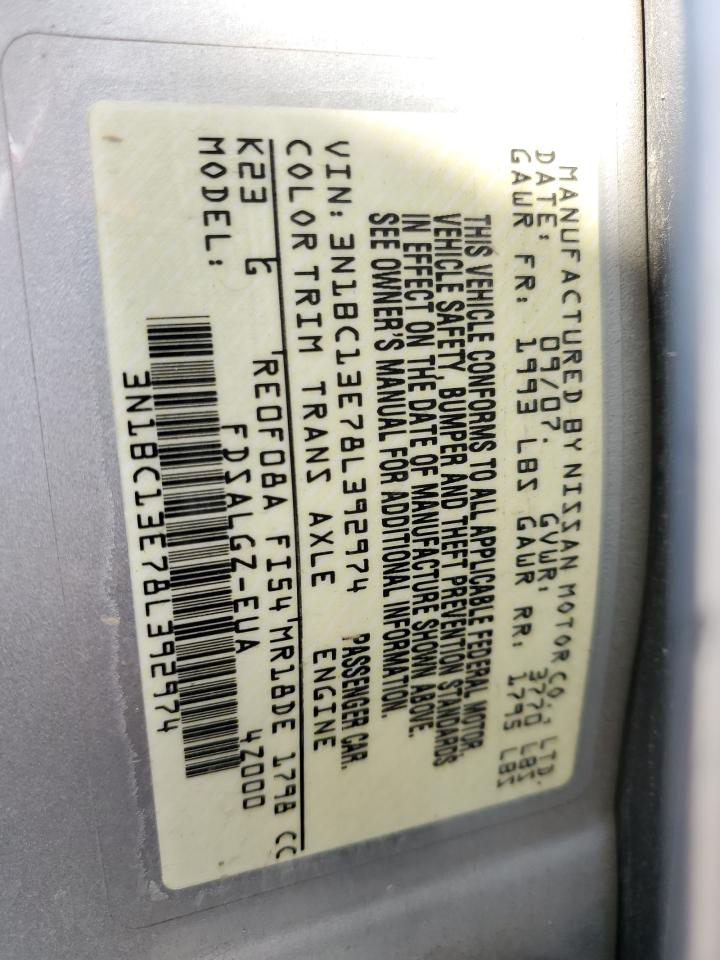 MANUFACTURED BY NISSAN MOTOR CO., LTD.
DATE: 09/07. GVWR: 3770 LBS
GAWR FR: 1993 LBS GAWR RR: 1795 LBS
THIS VEHICLE CONFORMS TO ALL APPLICABLE FEDERAL MOTOR
VEHICLE SAFETY, BUMPER AND THEFT PREVENTION STANDARDS
IN EFFECT ON THE DATE OF MANUFACTURE SHOWN ABOVE.
SEE OWNER'S MANUAL FOR ADDITIONAL INFORMATION.
VIN: 3N1BC13E78L392974 PASSENGER CAR.
COLOR TRIM TRANS AXLE ENGINE
K23 G RE0F08A FI54 MR18DE 1798 CC
MODEL: FDSALGZ-EUA 4Z000
3N1BC13E78L392974